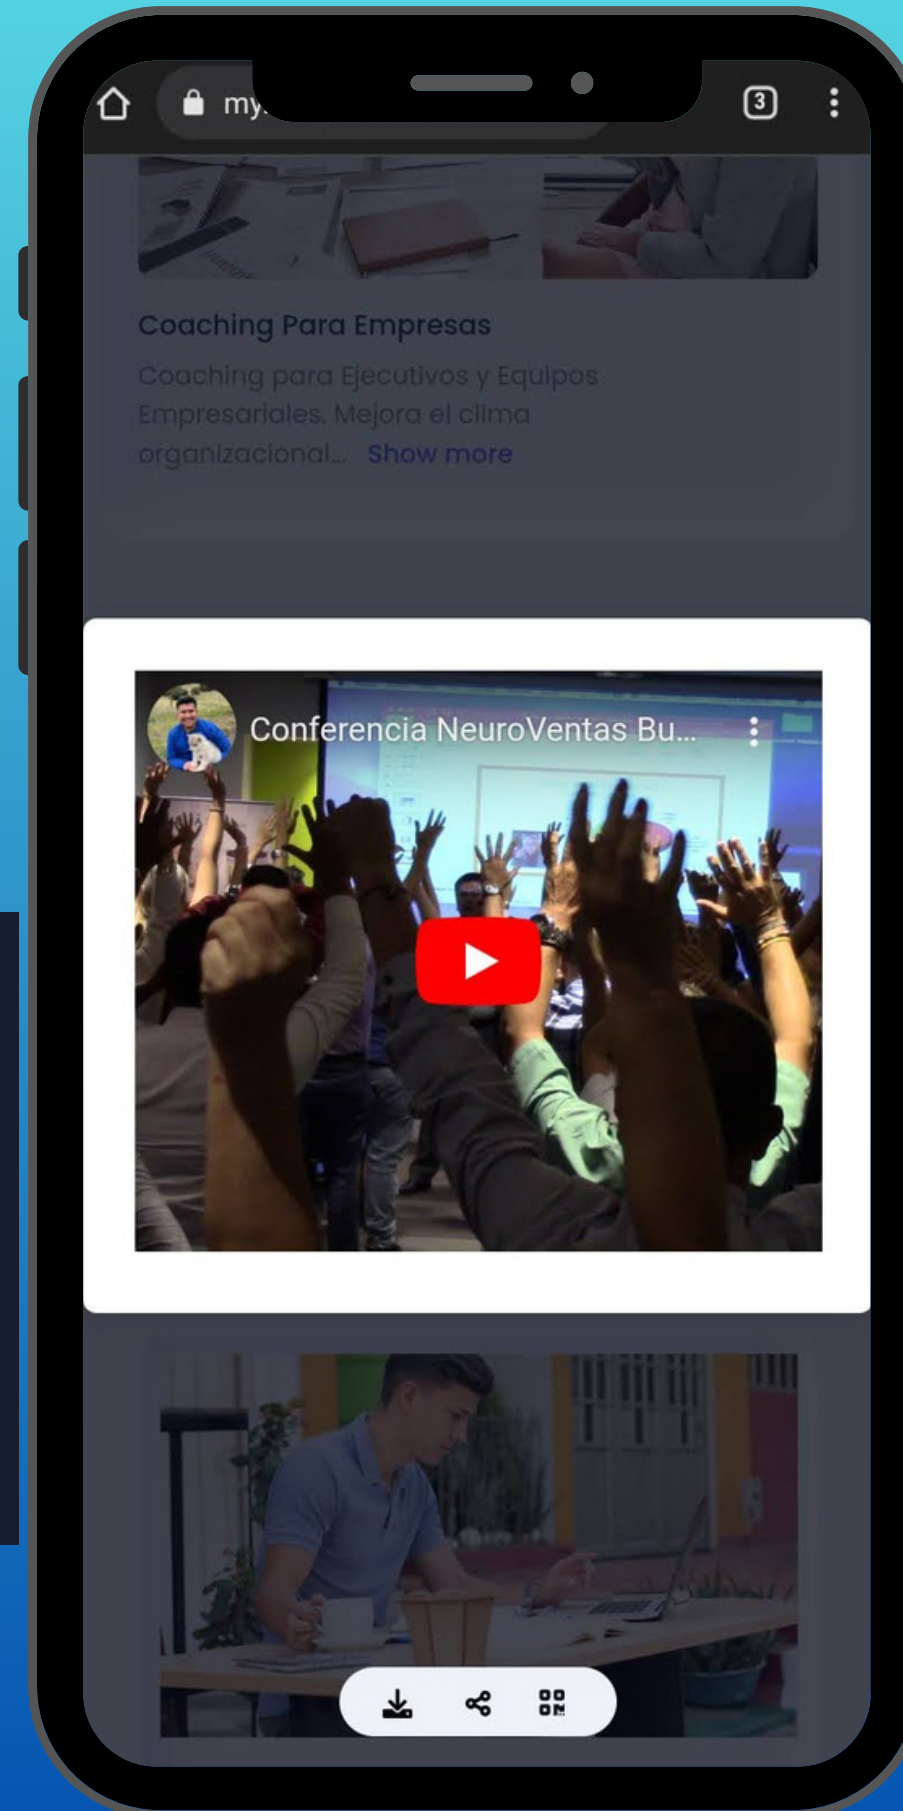 my.
3
Coaching Para Empresas
Coaching para Ejecutivos y Equipos
Empresariales. Mejora el clima
organizacional... Show more
Conferencia NeuroVentas Bu...